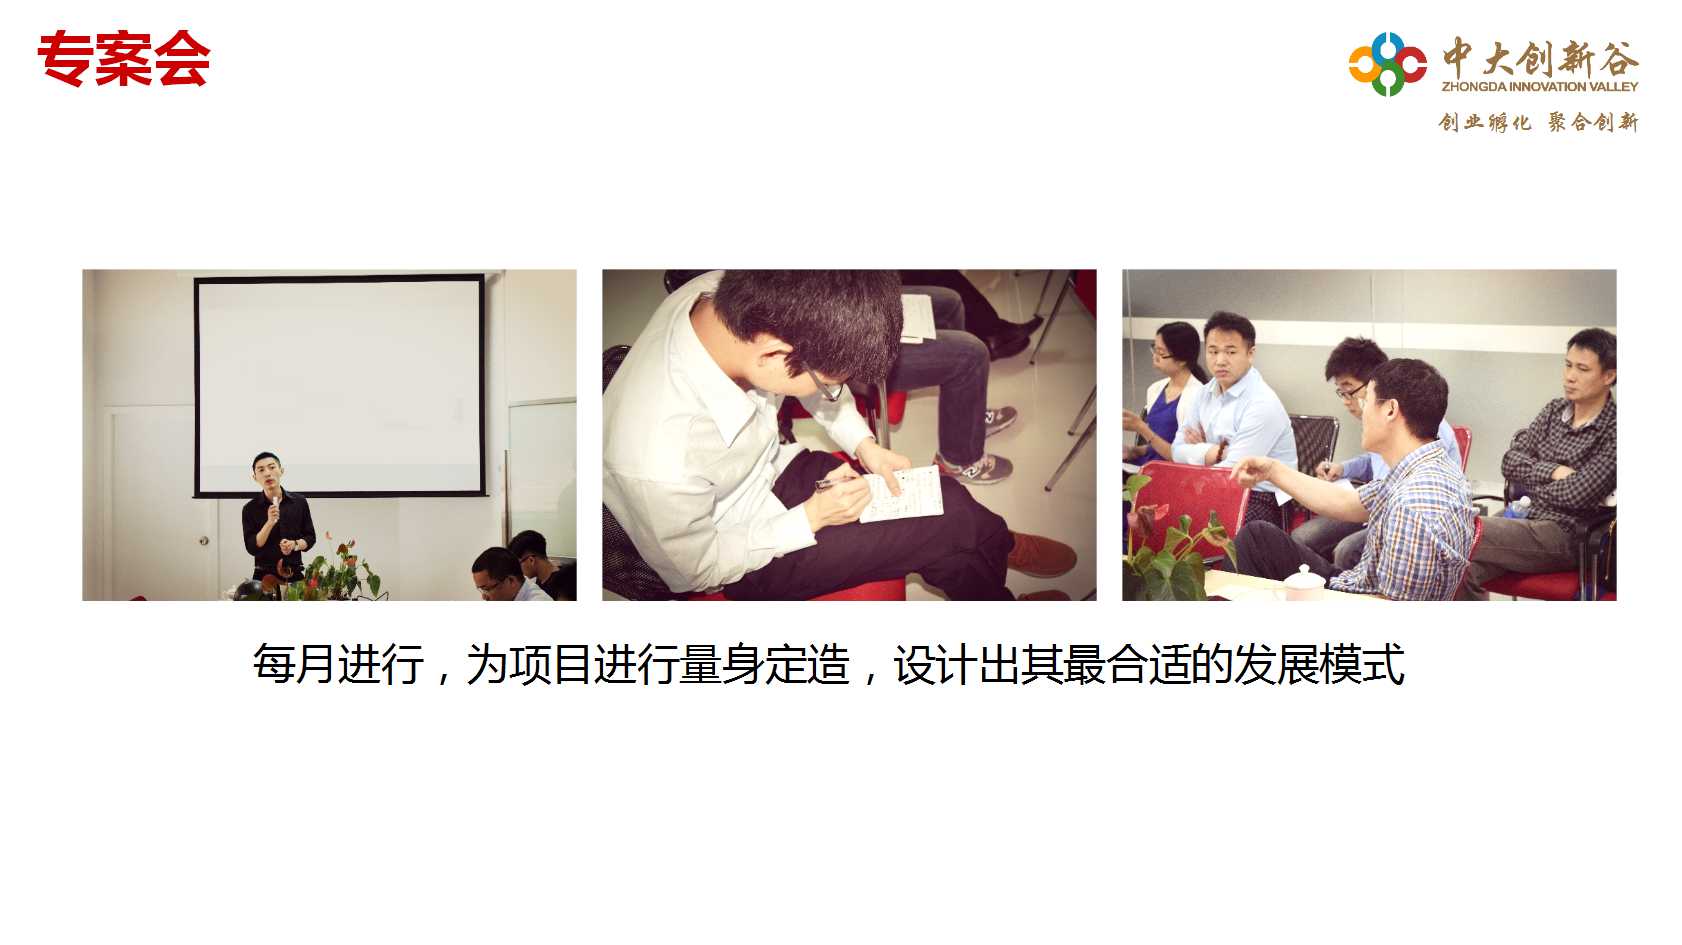 专案会
中大创新谷
ZHONGDA INNOVATION VALLEY
创业孵化 聚合创新
每月进行，为项目进行量身定造，设计出其最合适的发展模式